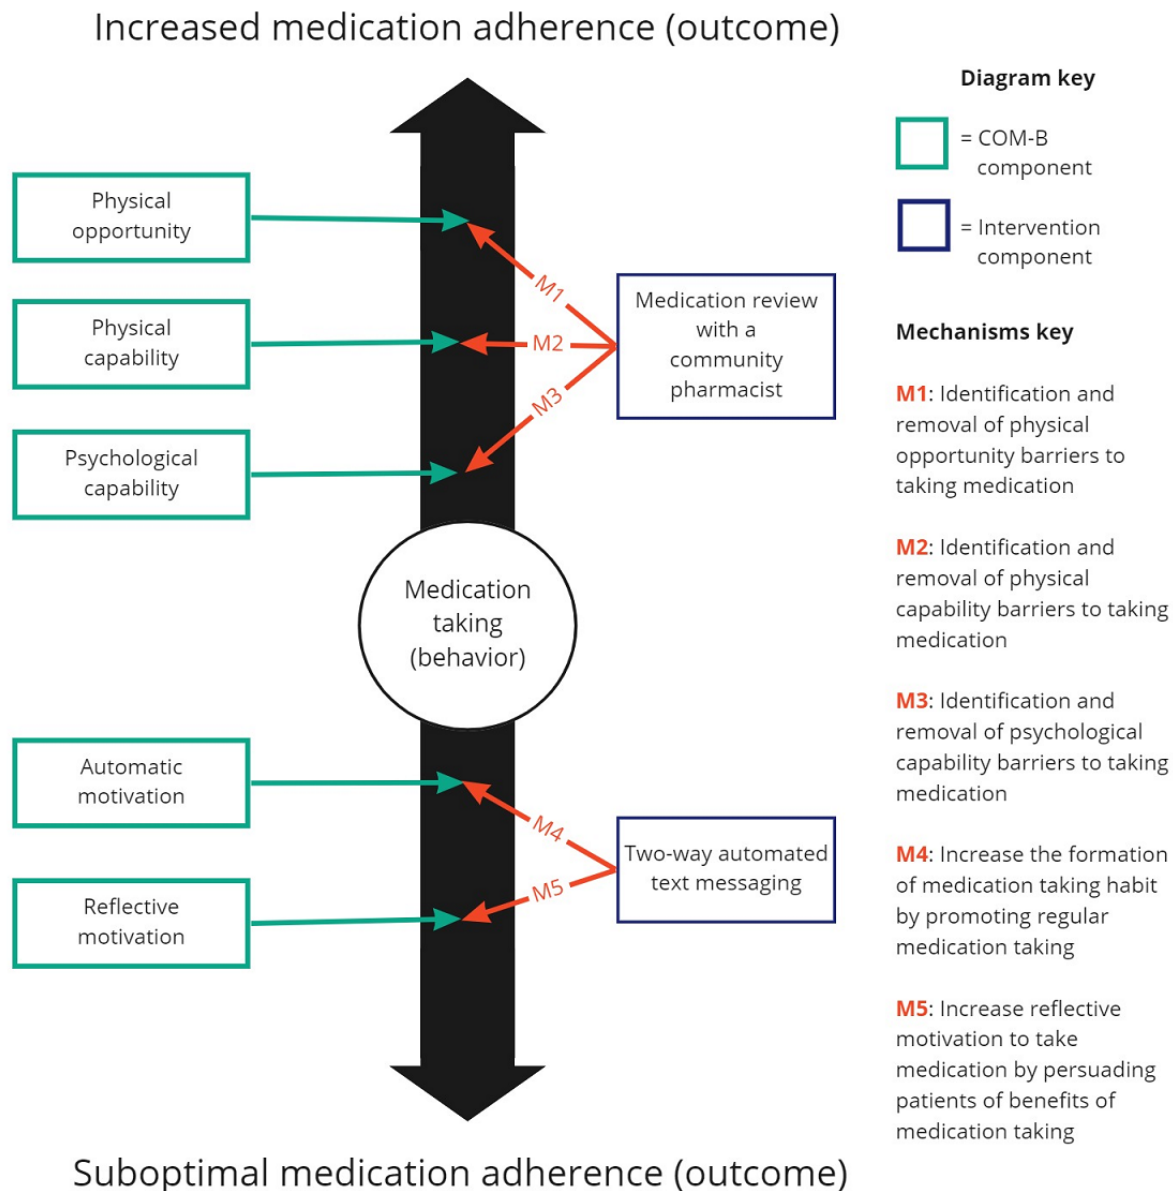 Increased medication adherence (outcome)
Physical
opportunity
Physical
capability
Psychological
capability
M1
M2
M3
Medication review
with a
community
pharmacist
Medication
taking
(behavior)
Automatic
motivation
Reflective
motivation
M4
M5
Two-way automated
text messaging
Suboptimal medication adherence (outcome)
Diagram key
= COM-B
component
= Intervention
component
Mechanisms key
M1: Identification and
removal of physical
opportunity barriers to
taking medication
M2: Identification and
removal of physical
capability barriers to taking
medication
M3: Identification and
removal of psychological
capability barriers to taking
medication
M4: Increase the formation
of medication taking habit
by promoting regular
medication taking
M5: Increase reflective
motivation to take
medication by persuading
patients of benefits of
medication taking